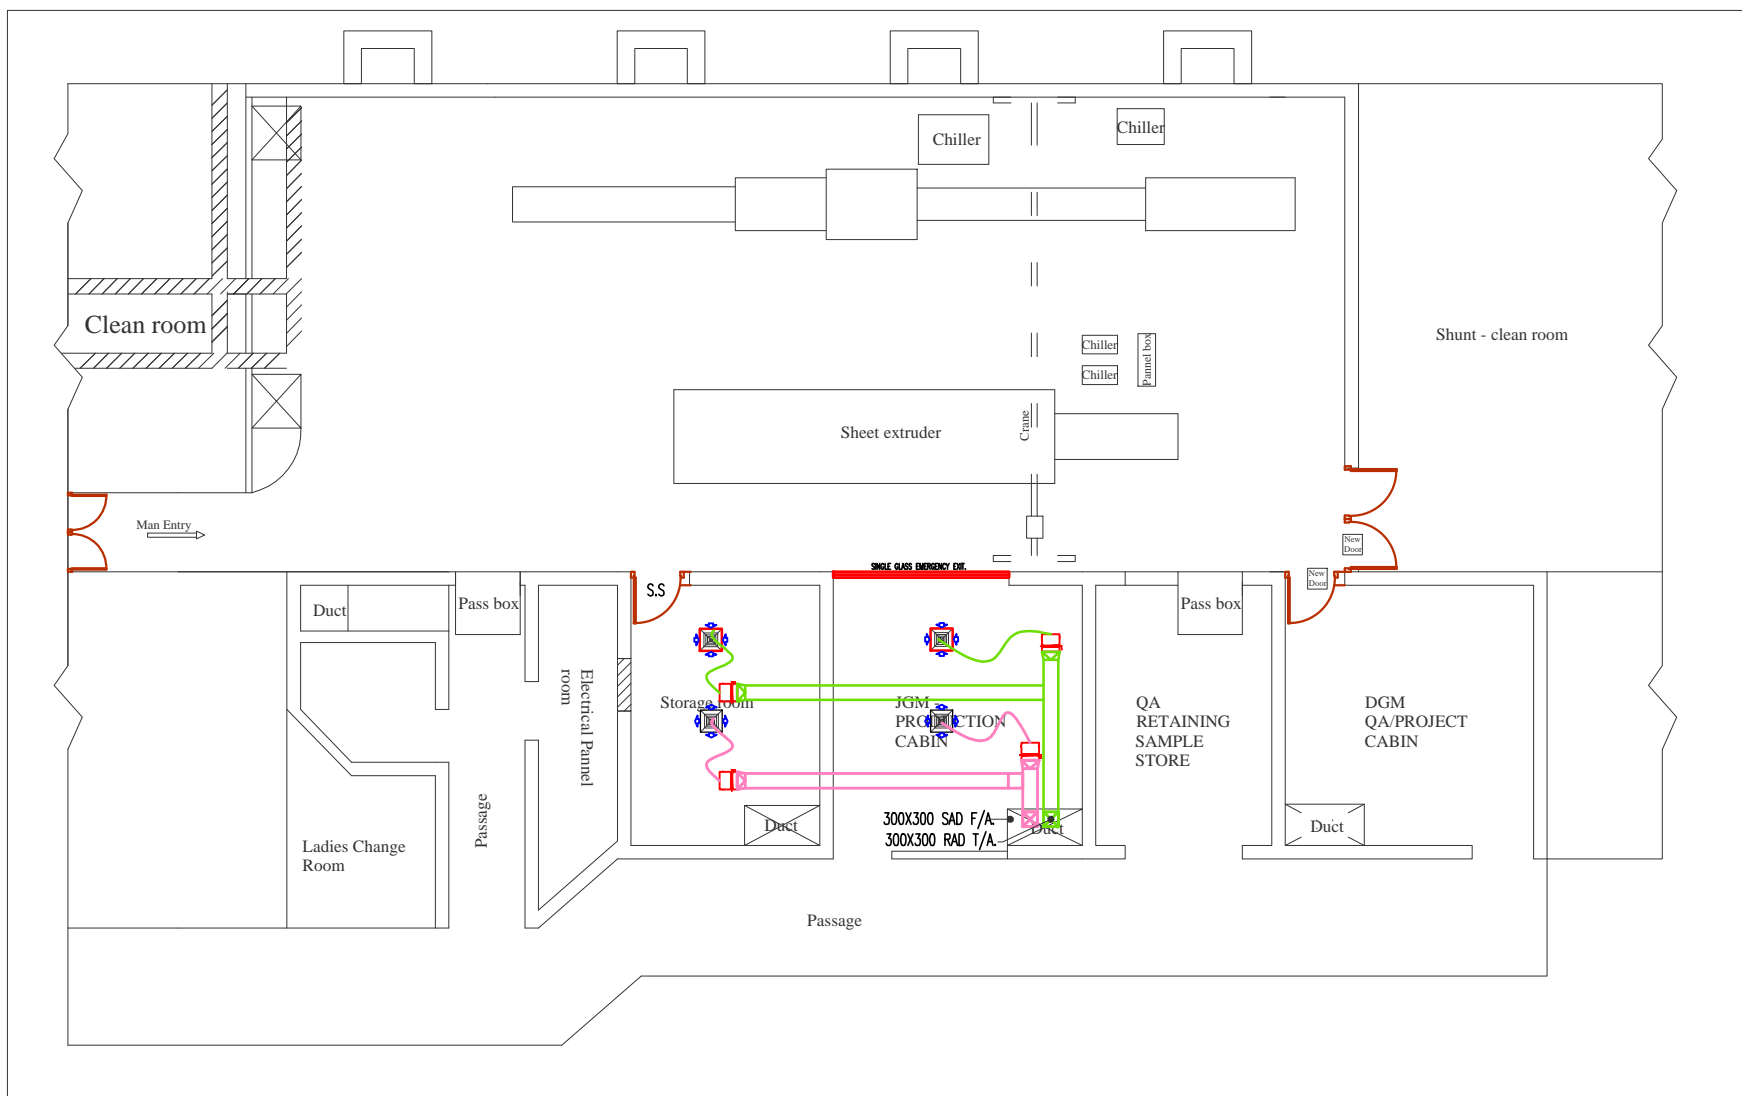 Chiller
Chiller
Clean room
Shunt - clean room
Chiller
Chiller
Pannel box
Crane
Sheet extruder
Man Entry
New
Door
SINGLE GLASS EMERGENCY EXIT.
New
Door
S.S
Duct
Pass box
Pass box
Electrical Pannel
room
Storage room
JGM -
PRODUCTION
CABIN
QA
RETAINING
SAMPLE
STORE
DGM
QA/PROJECT
CABIN
Passage
Duct
300X300 SAD F/A.
300X300 RAD T/A.
Duct
Duct
Ladies Change
Room
Passage